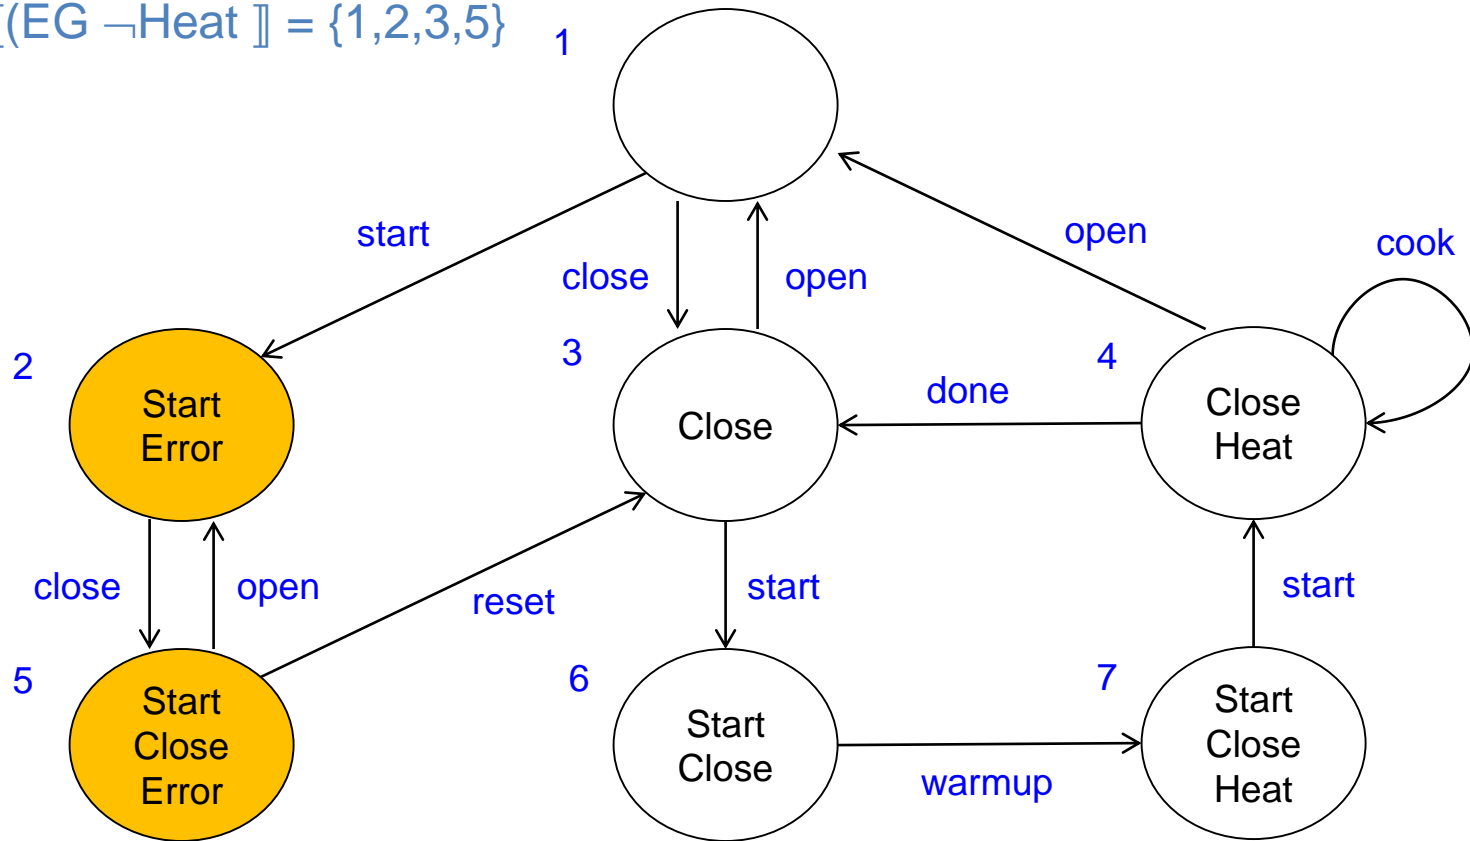 ⟦(EG ¬Heat ⟧ = {1,2,3,5}
1
start
close
open
open
cook
2
Start
Error
3
Close
done
4
Close
Heat
close
open
reset
start
start
5
Start
Close
Error
6
Start
Close
warmup
7
Start
Close
Heat